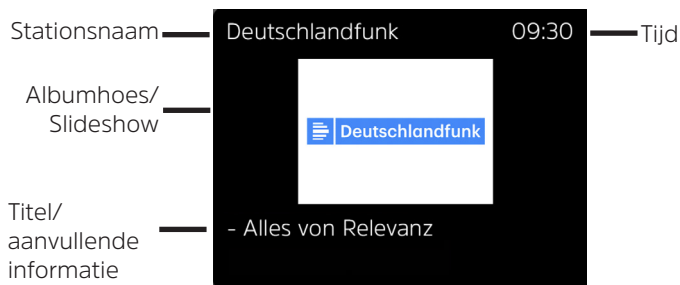 Stationsnaam
Deutschlandfunk
09:30
Tijd
Albumhoes/
Slideshow
Deutschlandfunk
Titel/
aanvullende
informatie
- Alles von Relevanz